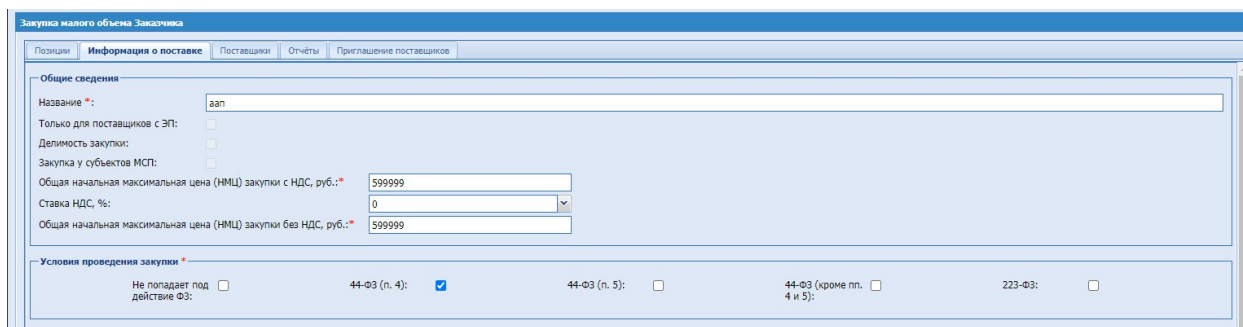 Закупка малого объема Заказчика
Позиции Информация о поставке Поставщики Отчёты Приглашение поставщиков
Общие сведения
Название *: аап
Только для поставщиков с ЭП:
Делимость закупки:
Закупка у субъектов МСП:
Общая начальная максимальная цена (НМЦ) закупки с НДС, руб.:* 599999
Ставка НДС, %: 0
Общая начальная максимальная цена (НМЦ) закупки без НДС, руб.:* 599999
Условия проведения закупки *
Не попадает под 44-ФЗ (п. 4): 44-ФЗ (п. 5): 44-ФЗ (кроме пп. 223-ФЗ:
действие ФЗ: 4 и 5):